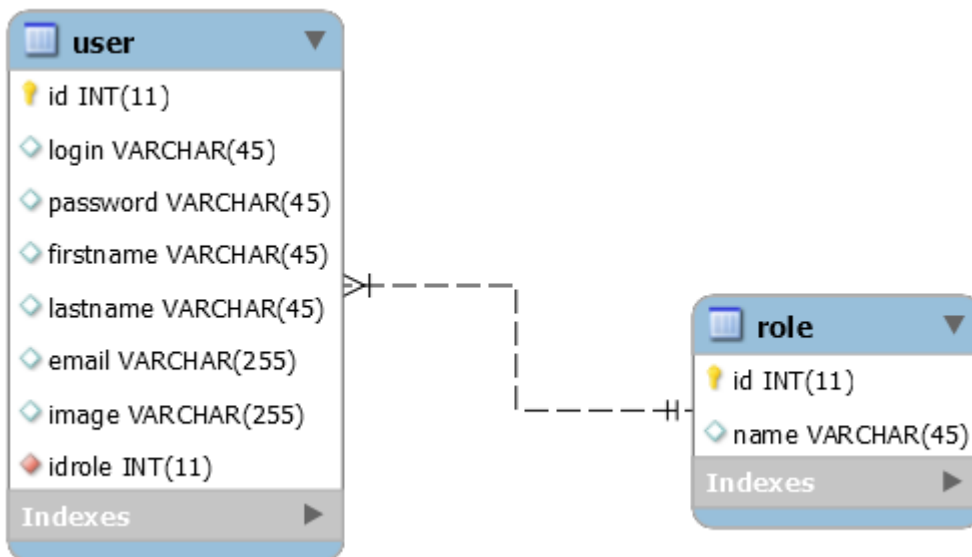 user
id INT(11)
login VARCHAR(45)
password VARCHAR(45)
firstname VARCHAR(45)
lastname VARCHAR(45)
email VARCHAR(255)
image VARCHAR(255)
idrole INT(11)
Indexes
role
id INT(11)
name VARCHAR(45)
Indexes